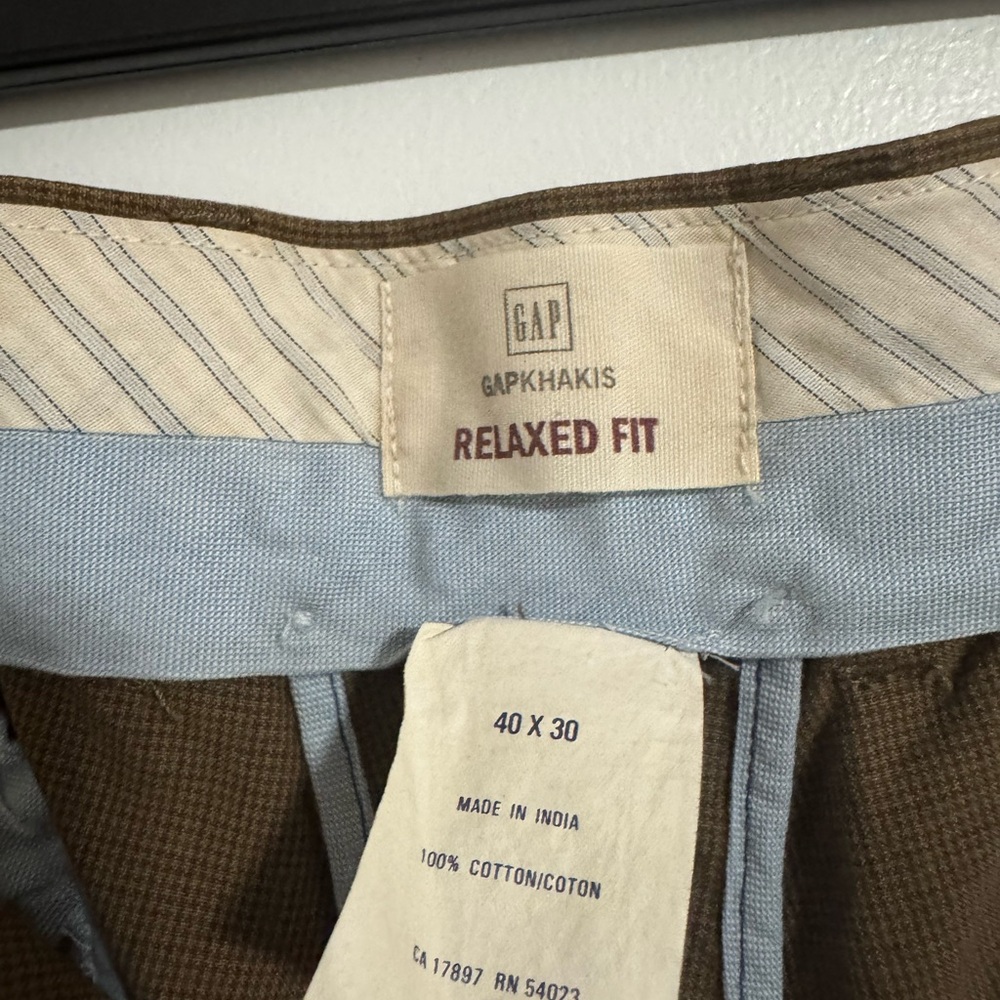 GAP
GAPKHAKIS
RELAXED FIT
40 X 30
MADE IN INDIA
100% COTTON/COTON
CA 17897 RN 54023